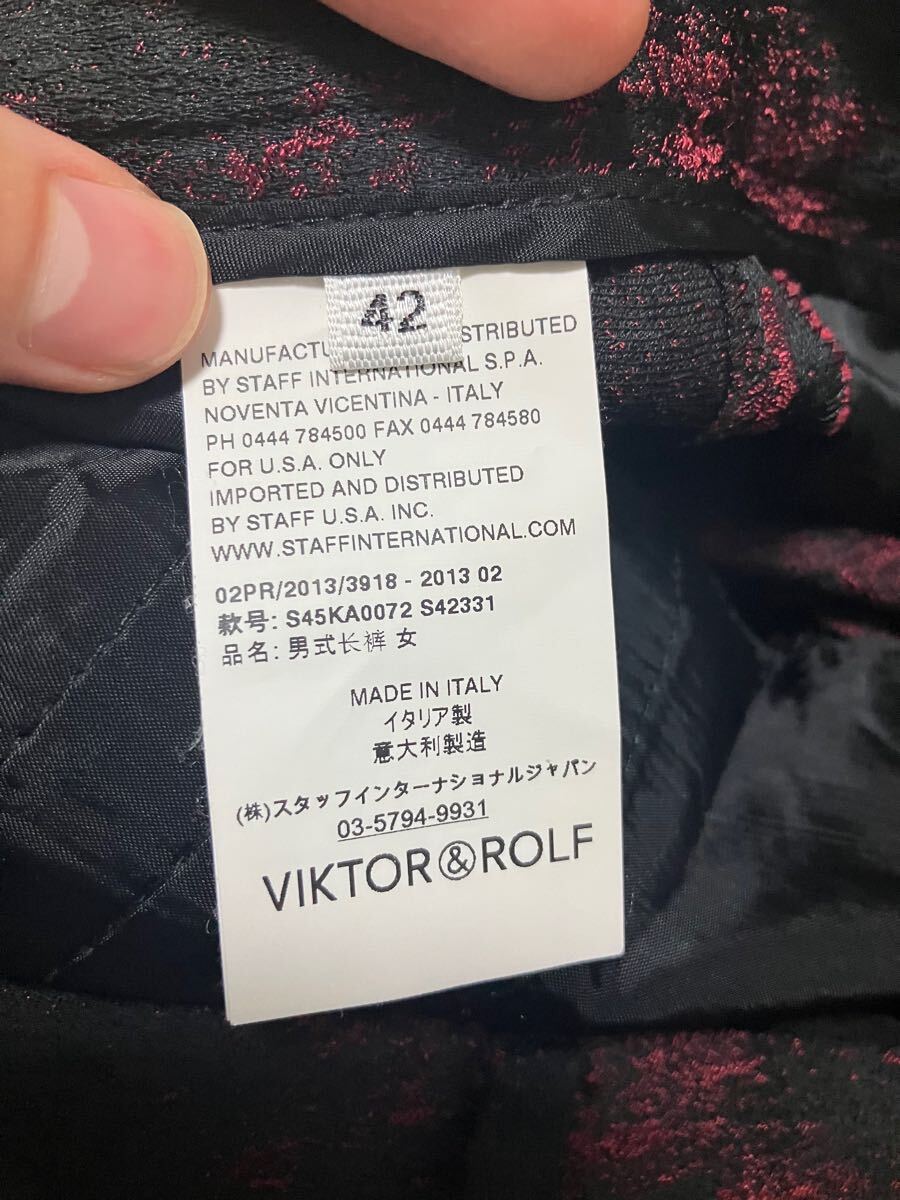 42
MANUFACTU STRIBUTED
BY STAFF INTERNATIONAL S.P.A.
NOVENTA VICENTINA - ITALY
PH 0444 784500 FAX 0444 784580
FOR U.S.A. ONLY
IMPORTED AND DISTRIBUTED
BY STAFF U.S.A. INC.
WWW.STAFFINTERNATIONAL.COM
02PR/2013/3918 - 2013 02
款号: S45KA0072 S42331
品名: 男式长裤 女
MADE IN ITALY
イタリア製
意大利製造
(株)スタッフインターナショナルジャパン
03-5794-9931
VIKTOR&ROLF